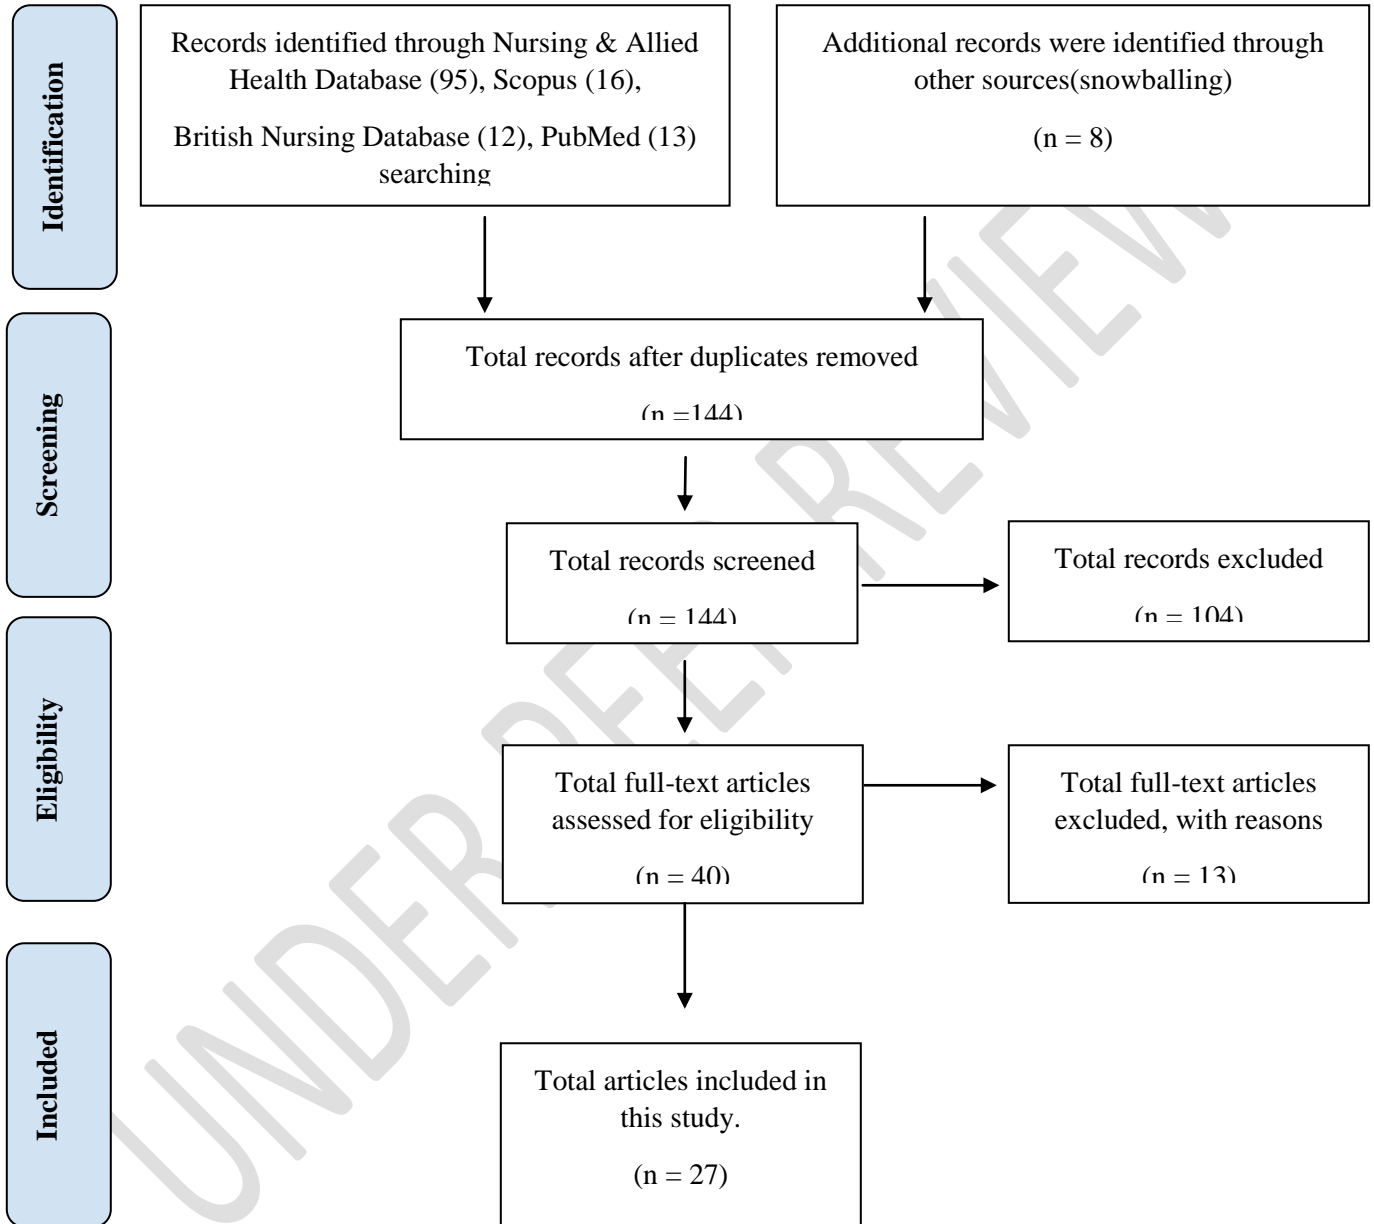 Identification
Records identified through Nursing & Allied
Health Database (95), Scopus (16),
British Nursing Database (12), PubMed (13)
searching
Additional records were identified through
other sources(snowballing)
(n = 8)
Screening
Total records after duplicates removed
(n =144)
Total records screened
(n = 144)
Total records excluded
(n = 104)
Eligibility
Total full-text articles
assessed for eligibility
(n = 40)
Total full-text articles
excluded, with reasons
(n = 13)
Included
Total articles included in
this study.
(n = 27)
UNDER PEER REVIEW